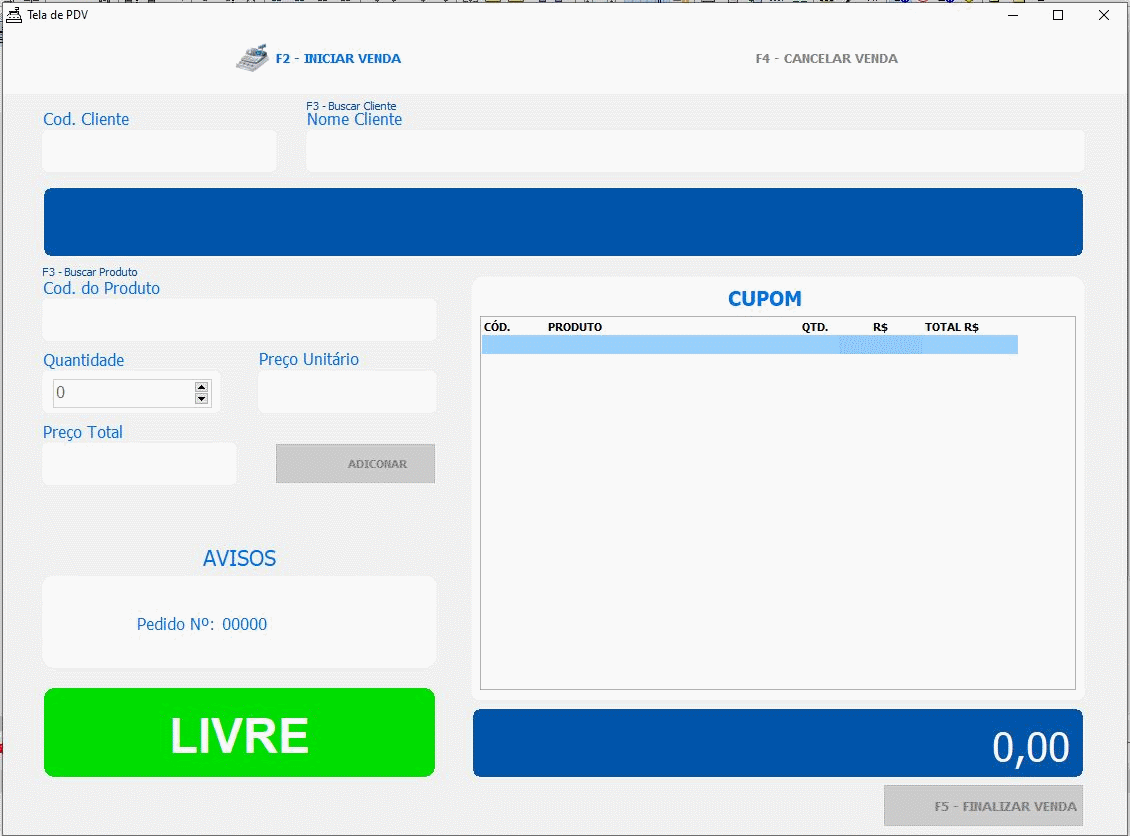 Tela de PDV
F2 - INICIAR VENDA
F4 - CANCELAR VENDA
F3 - Buscar Cliente
Cod. Cliente
Nome Cliente
F3 - Buscar Produto
Cod. do Produto
CUPOM
CÓD. PRODUTO QTD. R$ TOTAL R$
Quantidade
Preço Unitário
0
Preço Total
ADICONAR
AVISOS
Pedido Nº: 00000
LIVRE
0,00
F5 - FINALIZAR VENDA